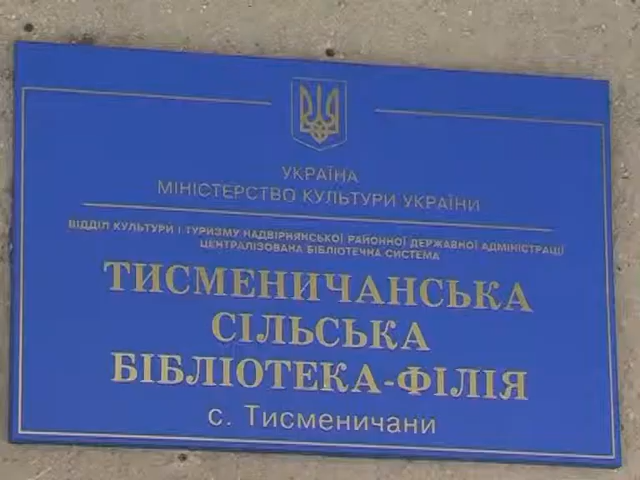 УКРАЇНА
МІНІСТЕРСТВО КУЛЬТУРИ УКРАЇНИ
ВІДДІЛ КУЛЬТУРИ І ТУРИЗМУ НАДВІРНЯНСЬКОЇ РАЙОННОЇ ДЕРЖАВНОЇ АДМІНІСТРАЦІЇ
ЦЕНТРАЛІЗОВАНА БІБЛІОТЕЧНА СИСТЕМА
ТИСМЕНИЧАНСЬКА
СІЛЬСЬКА
БІБЛІОТЕКА-ФІЛІЯ
с. Тисменичани